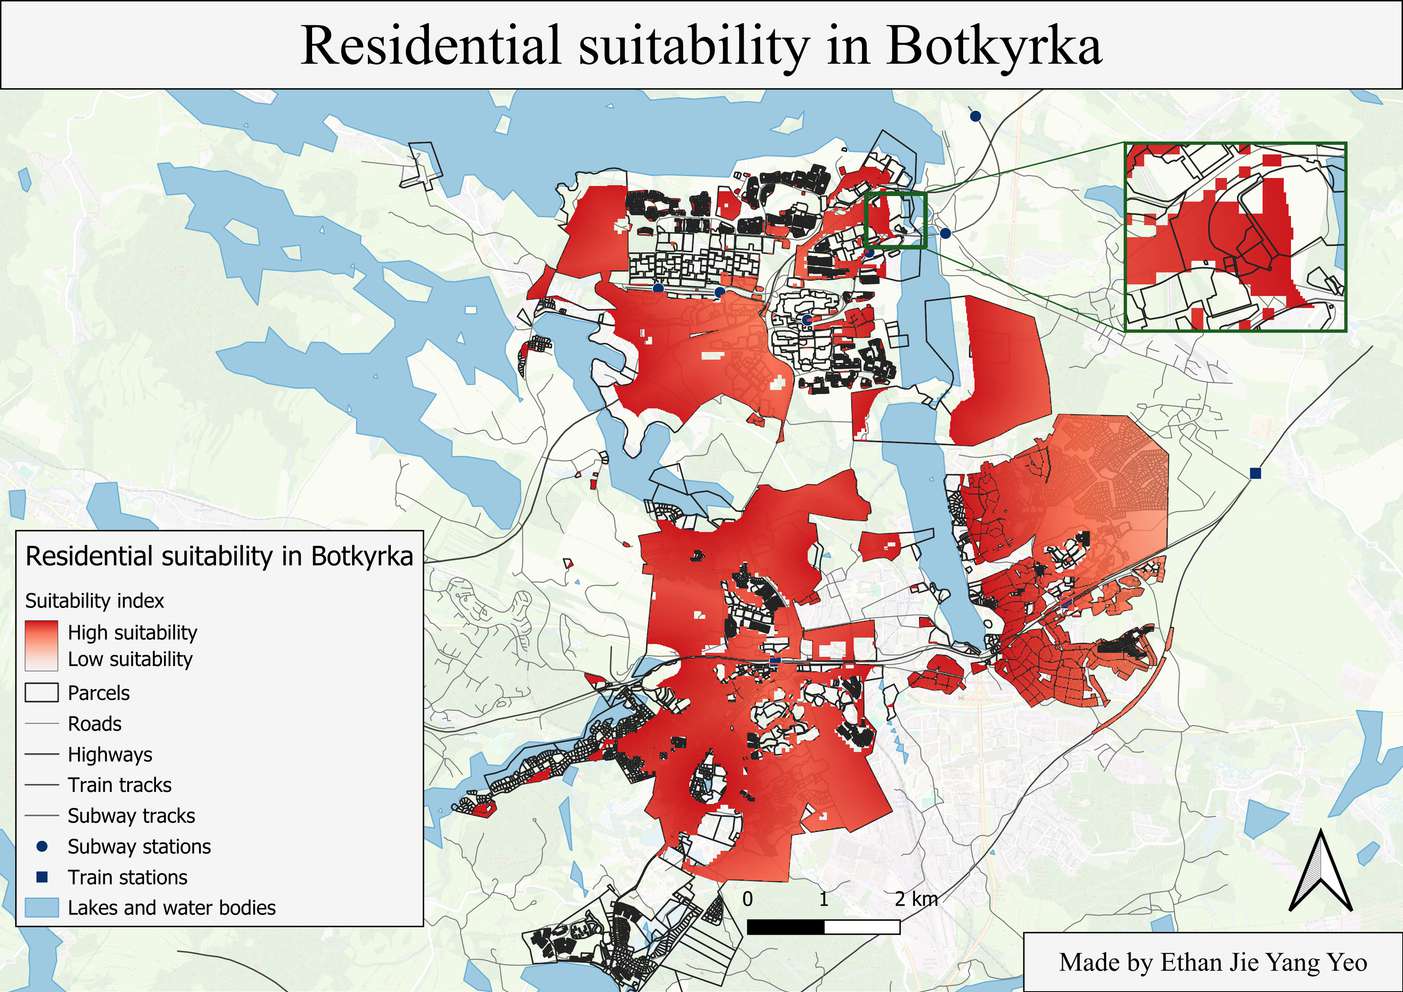 Residential suitability in Botkyrka
Residential suitability in Botkyrka
Suitability index
High suitability
Low suitability
Parcels
Roads
Highways
Train tracks
Subway tracks
Subway stations
Train stations
Lakes and water bodies
0 1 2 km
Made by Ethan Jie Yang Yeo